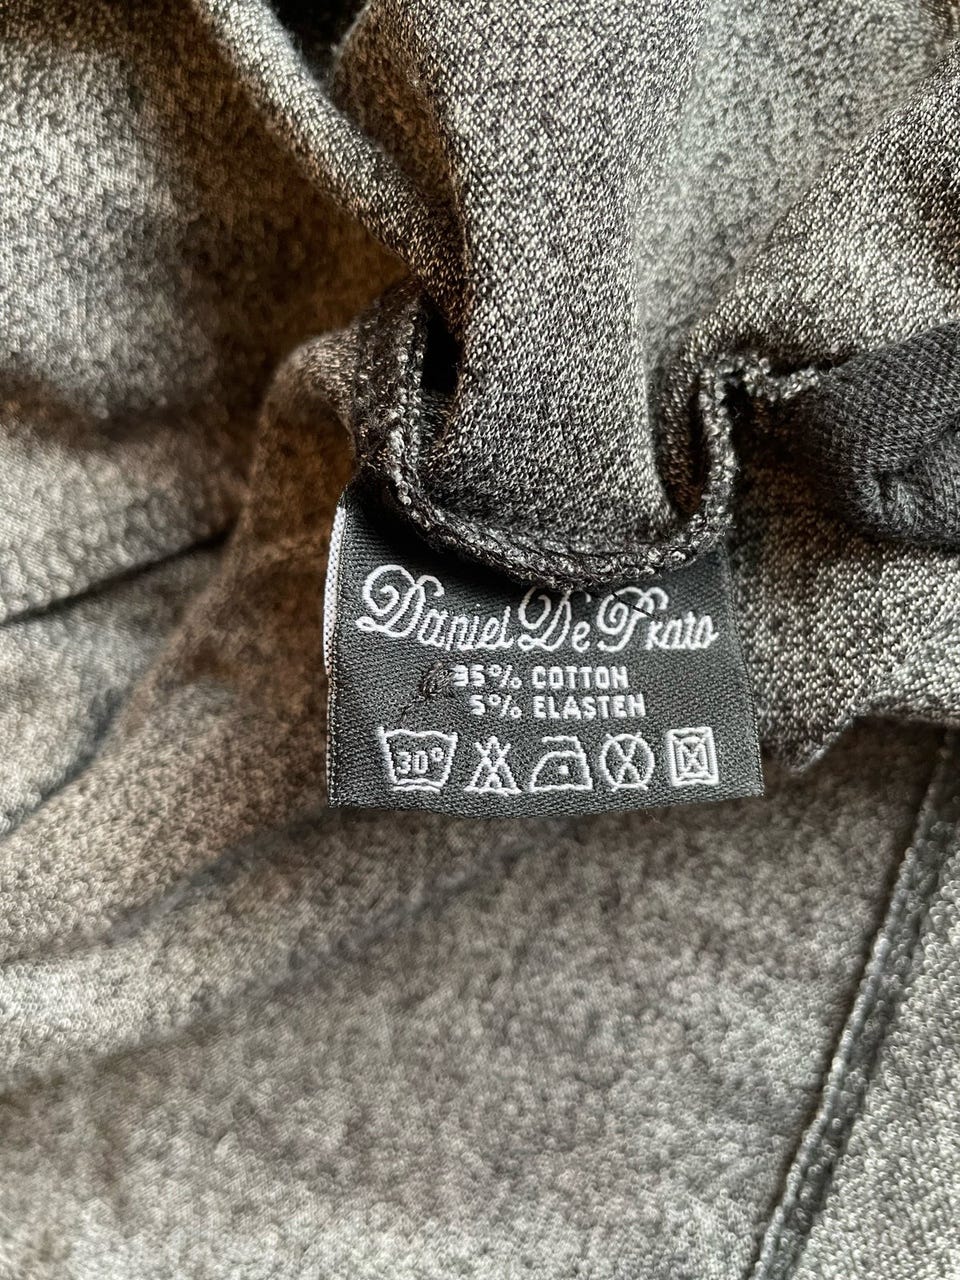 Daniel De Prato
95% COTTON
5% ELASTEN
30°